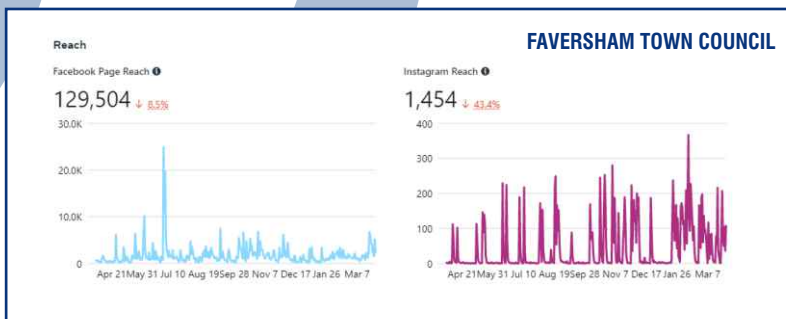 FAVERSHAM TOWN COUNCIL
Reach
Facebook Page Reach
129,504 ↓ 8.5%
30.0K
20.0K
10.0K
0
Apr 21May 31 Jul 10 Aug 19Sep 28 Nov 7 Dec 17 Jan 26 Mar 7
Instagram Reach
1,454 ↓ 43.4%
400
300
200
100
0
Apr 21May 31 Jul 10 Aug 19Sep 28 Nov 7 Dec 17 Jan 26 Mar 7